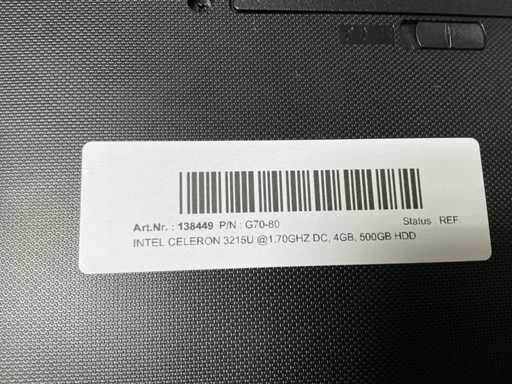 Art.Nr. : 138449 P/N : G70-80 Status : REF
INTEL CELERON 3215U @1.70GHZ DC, 4GB, 500GB HDD